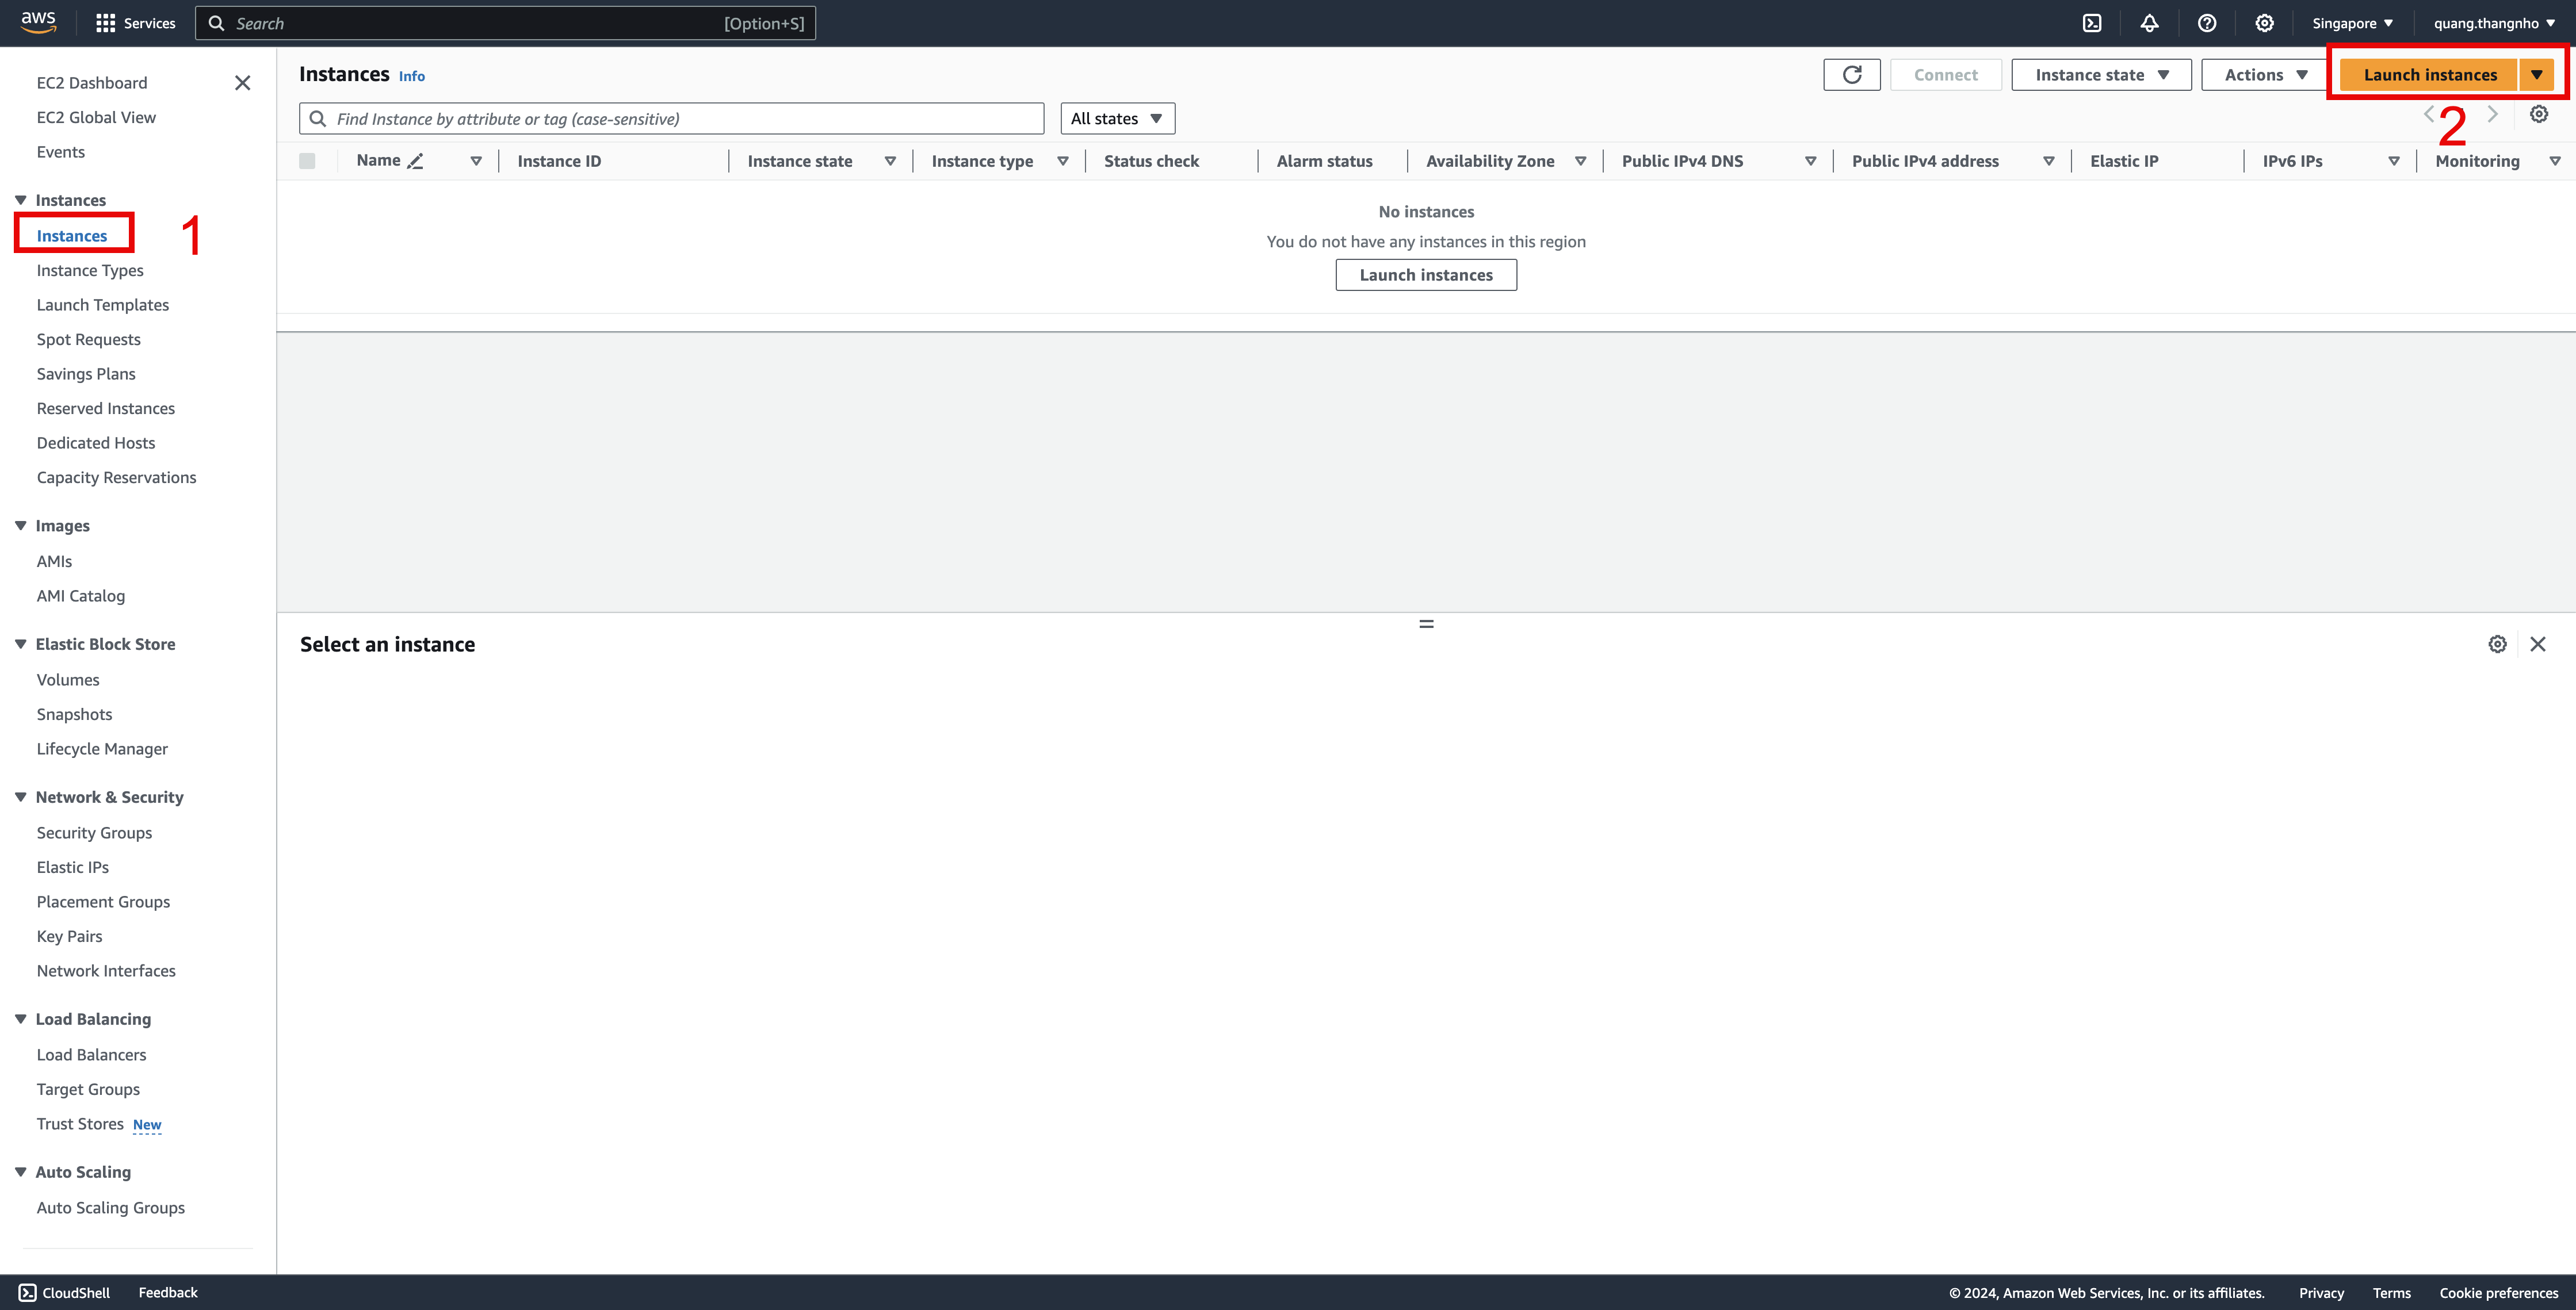 aws Services Search [Option+S] Singapore quang.thangnho
EC2 Dashboard
EC2 Global View
Events
Instances
Instances 1
Instance Types
Launch Templates
Spot Requests
Savings Plans
Reserved Instances
Dedicated Hosts
Capacity Reservations
Images
AMIs
AMI Catalog
Elastic Block Store
Volumes
Snapshots
Lifecycle Manager
Network & Security
Security Groups
Elastic IPs
Placement Groups
Key Pairs
Network Interfaces
Load Balancing
Load Balancers
Target Groups
Trust Stores New
Auto Scaling
Auto Scaling Groups
Instances Info Connect Instance state Actions Launch instances
Find Instance by attribute or tag (case-sensitive) All states 2
Name Instance ID Instance state Instance type Status check Alarm status Availability Zone Public IPv4 DNS Public IPv4 address Elastic IP IPv6 IPs Monitoring
No instances
You do not have any instances in this region
Launch instances
Select an instance
CloudShell Feedback © 2024, Amazon Web Services, Inc. or its affiliates. Privacy Terms Cookie preferences